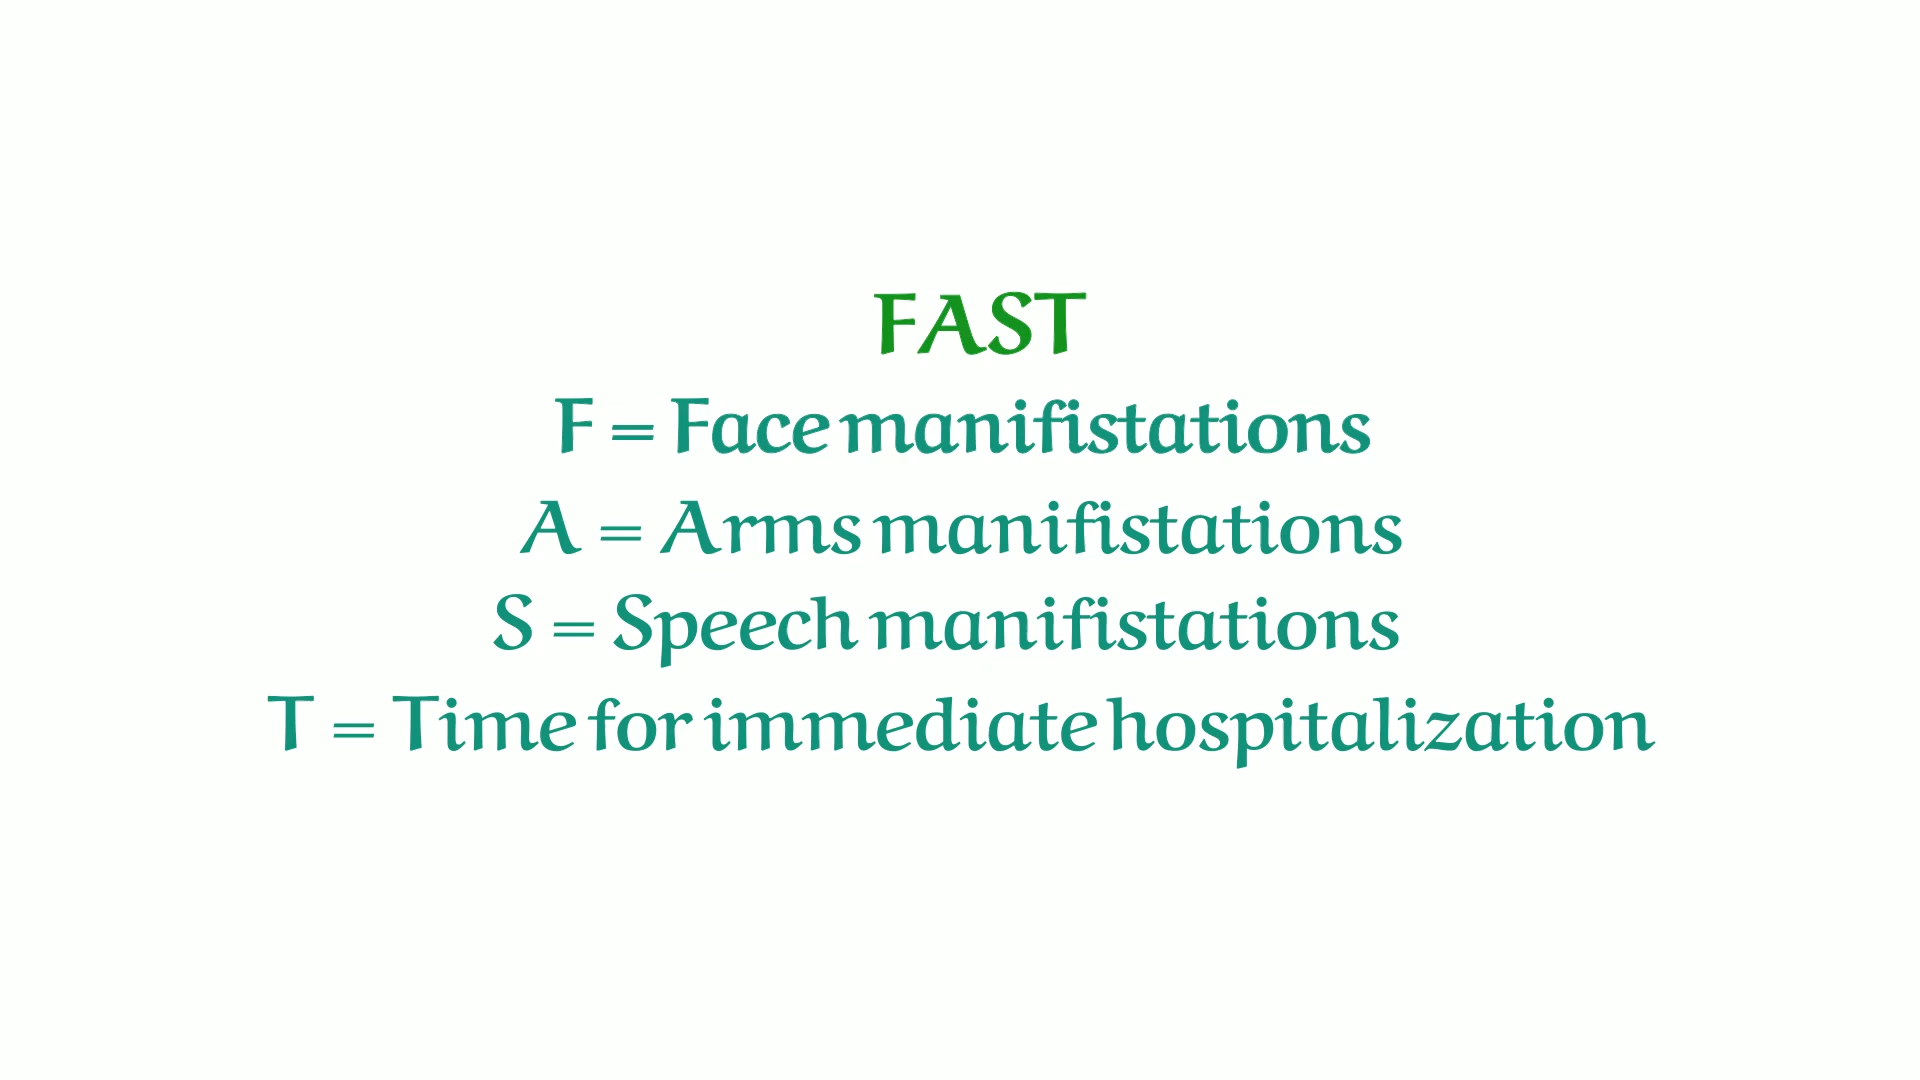 FAST
F = Face manifistations
A = Arms manifistations
S = Speech manifistations
T = Time for immediate hospitalization